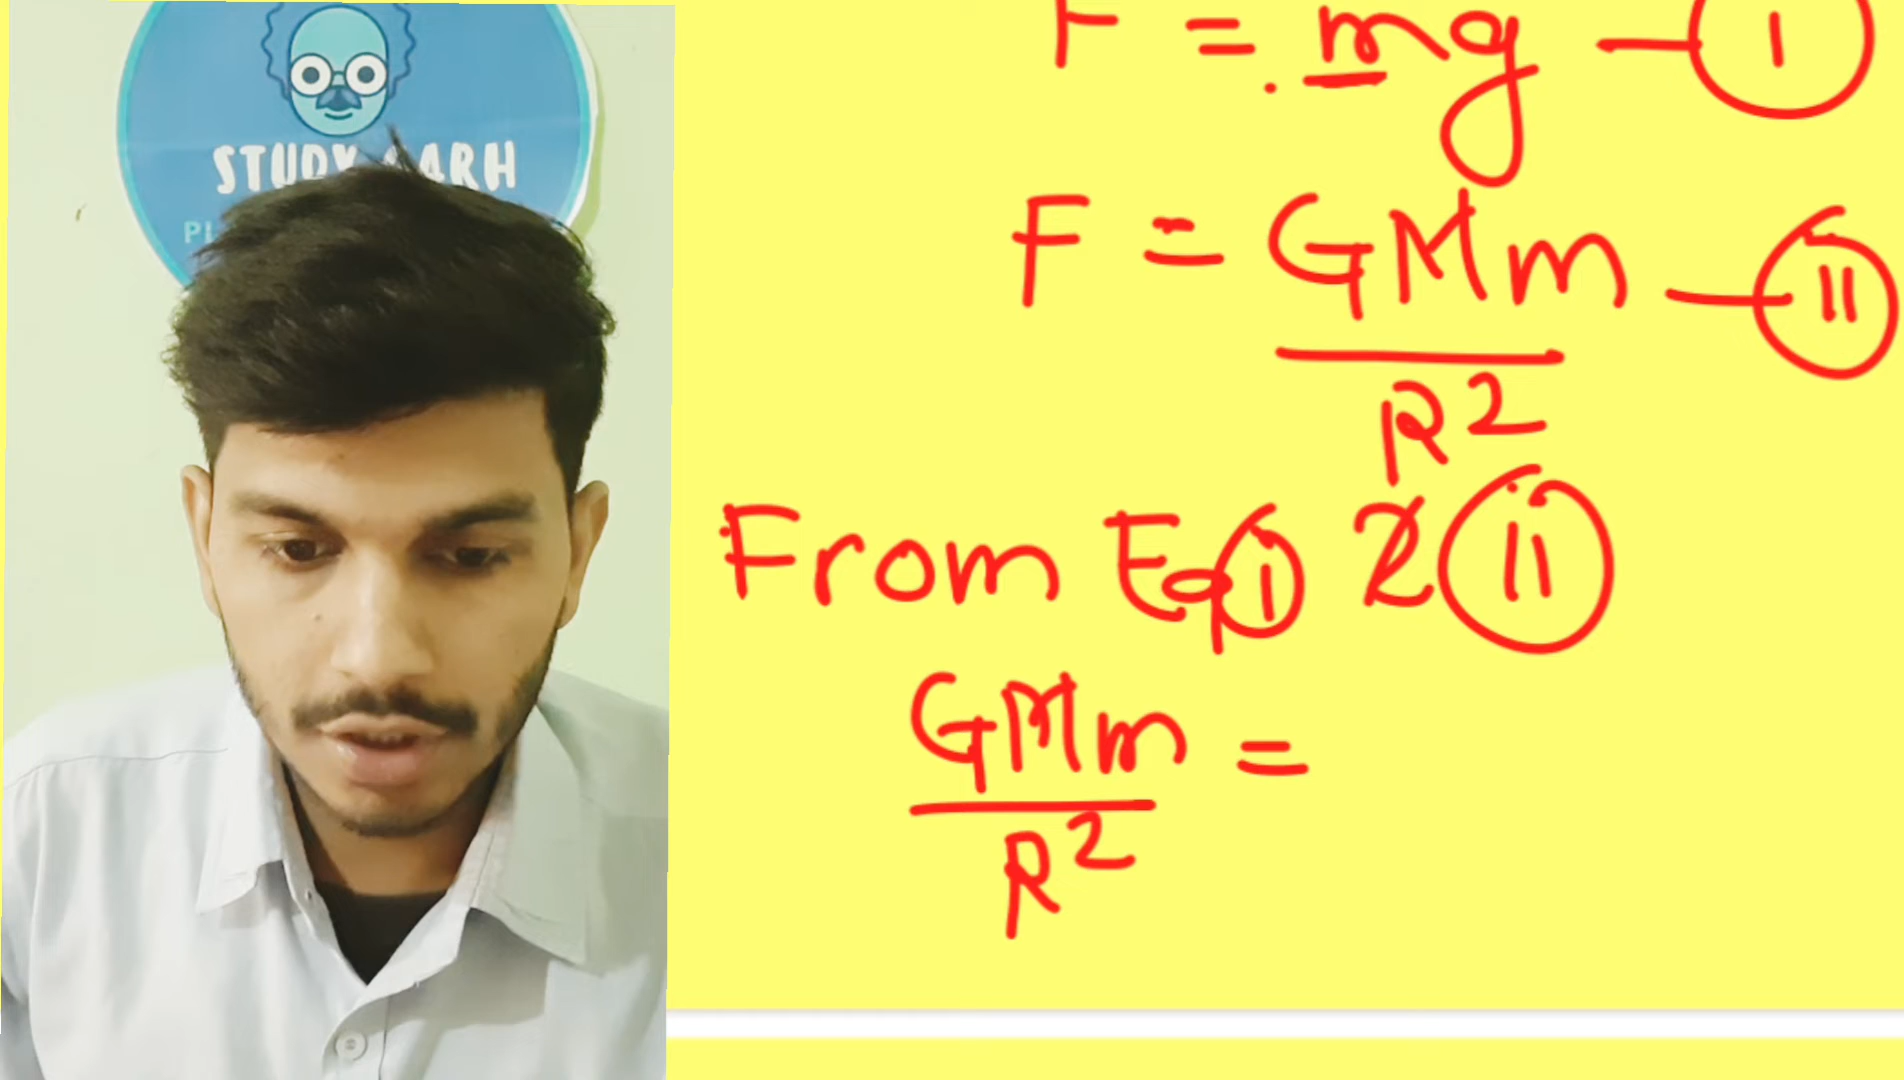 STUDY GARH
F = mg — I
F = GMm — II
R²
From Eq I & II
GMm =
R²